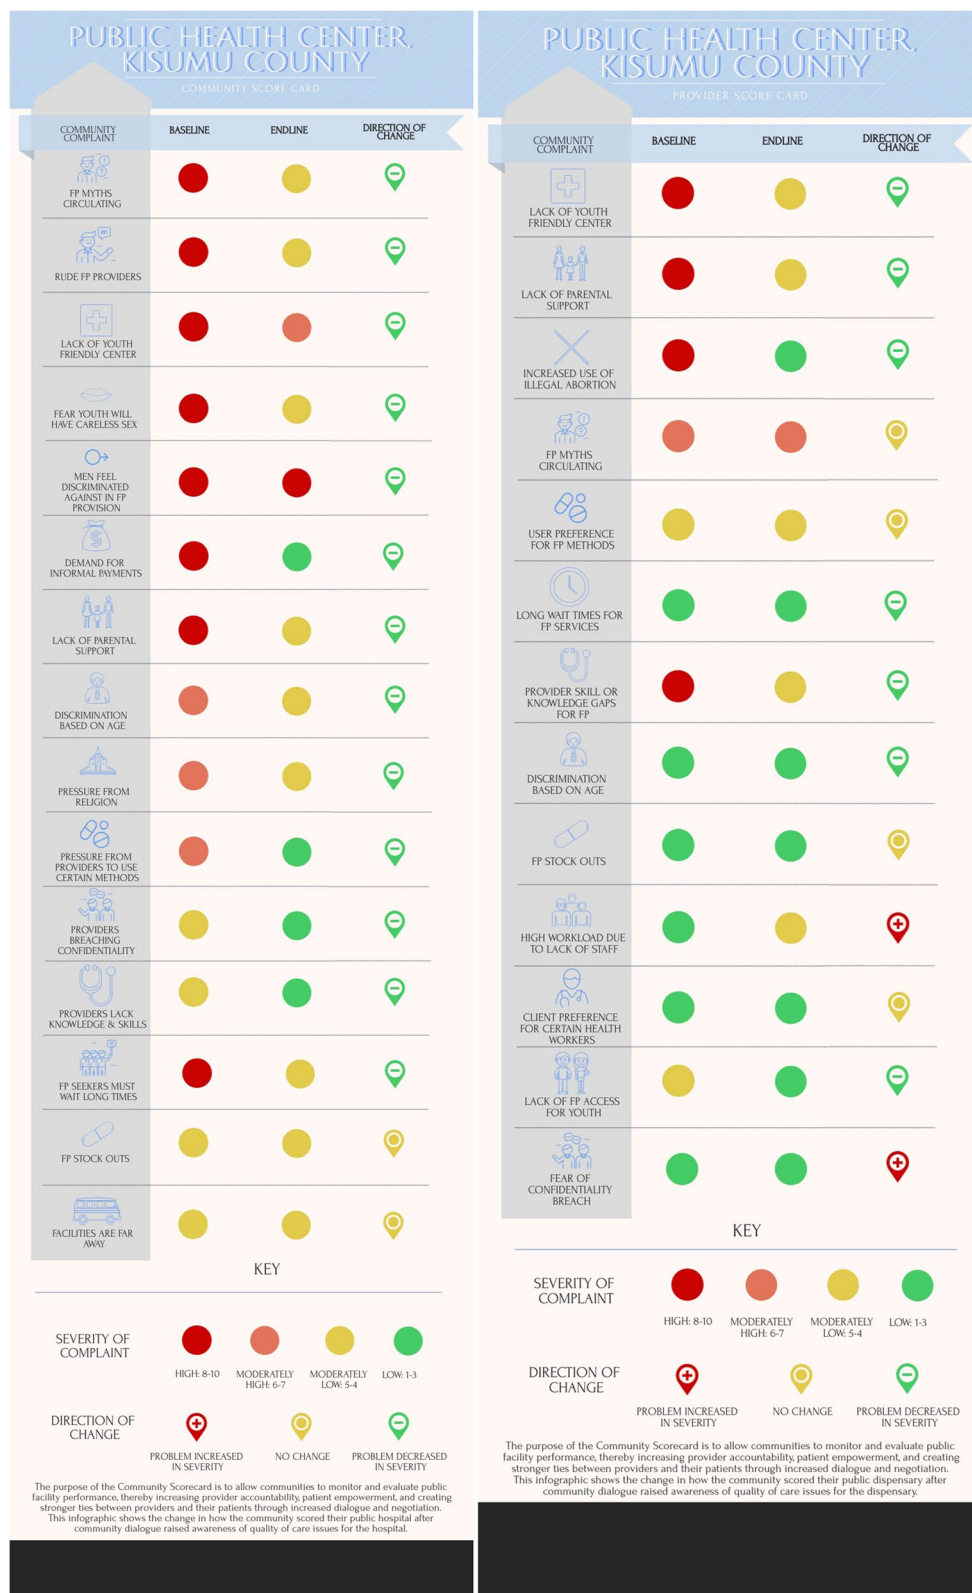 PUBLIC HEALTH CENTER,
KISUMU COUNTY
COMMUNITY SCORE CARD
COMMUNITY
COMPLAINT
BASELINE
ENDLINE
DIRECTION OF
CHANGE
FP MYTHS
CIRCULATING
RUDE FP PROVIDERS
LACK OF YOUTH
FRIENDLY CENTER
FEAR YOUTH WILL
HAVE CARELESS SEX
MEN FEEL
DISCRIMINATED
AGAINST IN FP
PROVISION
DEMAND FOR
INFORMAL PAYMENTS
LACK OF PARENTAL
SUPPORT
DISCRIMINATION
BASED ON AGE
PRESSURE FROM
RELIGION
PRESSURE FROM
PROVIDERS TO USE
CERTAIN METHODS
PROVIDERS
BREACHING
CONFIDENTIALITY
PROVIDERS LACK
KNOWLEDGE & SKILLS
FP SEEKERS MUST
WAIT LONG TIMES
FP STOCK OUTS
FACILITIES ARE FAR
AWAY
KEY
SEVERITY OF
COMPLAINT
HIGH: 8-10
MODERATELY
HIGH: 6-7
MODERATELY
LOW: 5-4
LOW: 1-3
DIRECTION OF
CHANGE
PROBLEM INCREASED
IN SEVERITY
NO CHANGE
PROBLEM DECREASED
IN SEVERITY
The purpose of the Community Scorecard is to allow communities to monitor and evaluate public
facility performance, thereby increasing provider accountability, patient empowerment, and creating
stronger ties between providers and their patients through increased dialogue and negotiation.
This infographic shows the change in how the community scored their public hospital after
community dialogue raised awareness of quality of care issues for the hospital.
PUBLIC HEALTH CENTER,
KISUMU COUNTY
PROVIDER SCORE CARD
COMMUNITY
COMPLAINT
BASELINE
ENDLINE
DIRECTION OF
CHANGE
LACK OF YOUTH
FRIENDLY CENTER
LACK OF PARENTAL
SUPPORT
INCREASED USE OF
ILLEGAL ABORTION
FP MYTHS
CIRCULATING
USER PREFERENCE
FOR FP METHODS
LONG WAIT TIMES FOR
FP SERVICES
PROVIDER SKILL OR
KNOWLEDGE GAPS
FOR FP
DISCRIMINATION
BASED ON AGE
FP STOCK OUTS
HIGH WORKLOAD DUE
TO LACK OF STAFF
CLIENT PREFERENCE
FOR CERTAIN HEALTH
WORKERS
LACK OF FP ACCESS
FOR YOUTH
FEAR OF
CONFIDENTIALITY
BREACH
KEY
SEVERITY OF
COMPLAINT
HIGH: 8-10
MODERATELY
HIGH: 6-7
MODERATELY
LOW: 5-4
LOW: 1-3
DIRECTION OF
CHANGE
PROBLEM INCREASED
IN SEVERITY
NO CHANGE
PROBLEM DECREASED
IN SEVERITY
The purpose of the Community Scorecard is to allow communities to monitor and evaluate public
facility performance, thereby increasing provider accountability, patient empowerment, and creating
stronger ties between providers and their patients through increased dialogue and negotiation.
This infographic shows the change in how the community scored their public dispensary after
community dialogue raised awareness of quality of care issues for the dispensary.